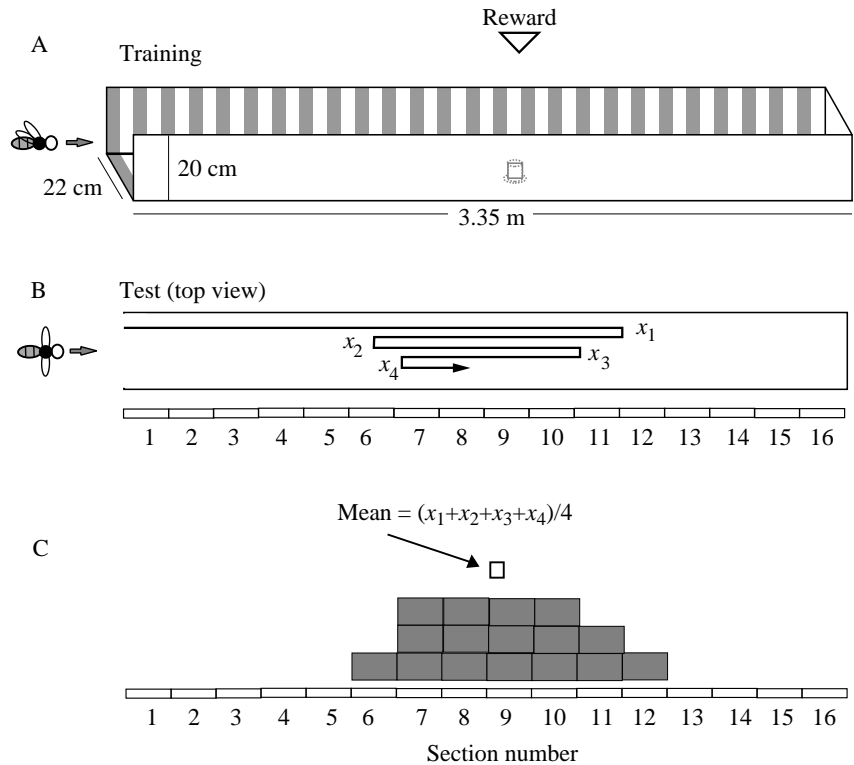 Reward
A
Training
20 cm
22 cm
3.35 m
B
Test (top view)
x1
x2
x3
x4
1 2 3 4 5 6 7 8 9 10 11 12 13 14 15 16
Mean = (x1+x2+x3+x4)/4
C
1 2 3 4 5 6 7 8 9 10 11 12 13 14 15 16
Section number